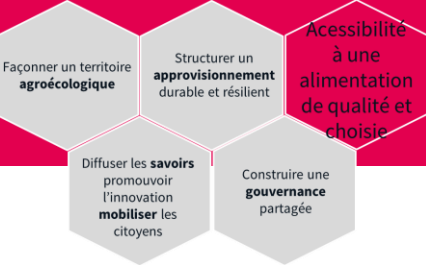 Façonner un territoire
agroécologique
Structurer un
approvisionnement
durable et résilient
Acessibilité
à une
alimentation
de qualité et
choisie
Diffuser les savoirs
promouvoir
l'innovation
mobiliser les
citoyens
Construire une
gouvernance
partagée